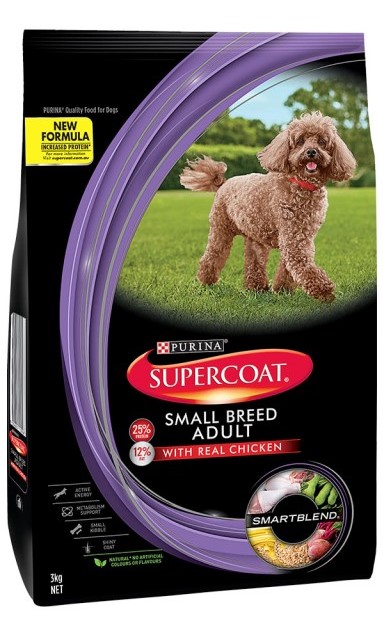 PURINA® Quality Food for Dogs
NEW
FORMULA
INCREASED PROTEIN*
For more information
Visit supercoat.com.au
PURINA®
SUPERCOAT®
SMALL BREED
ADULT
25%
PROTEIN
12%
FAT
WITH REAL CHICKEN
SMARTBLEND®
ACTIVE
ENERGY
METABOLISM
SUPPORT
SMALL
KIBBLE
SHINY
COAT
NATURAL* NO ARTIFICIAL
COLOURS OR FLAVOURS
3kg
NET